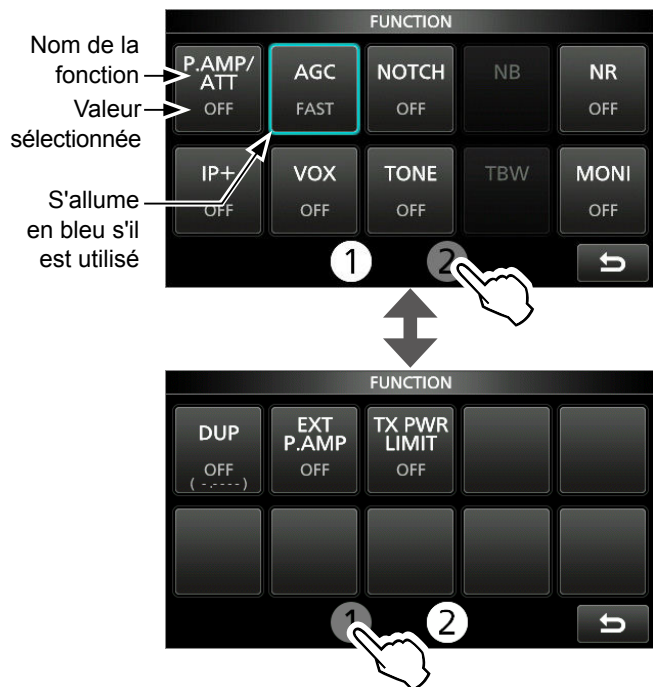 FUNCTION
Nom de la
fonction
Valeur
sélectionnée
S'allume
en bleu s'il
est utilisé
P.AMP/
ATT
OFF
AGC
FAST
NOTCH
OFF
NB
NR
OFF
IP+
OFF
VOX
OFF
TONE
OFF
TBW
MONI
OFF
1
2
FUNCTION
DUP
OFF
( -.----)
EXT
P.AMP
OFF
TX PWR
LIMIT
OFF
1
2